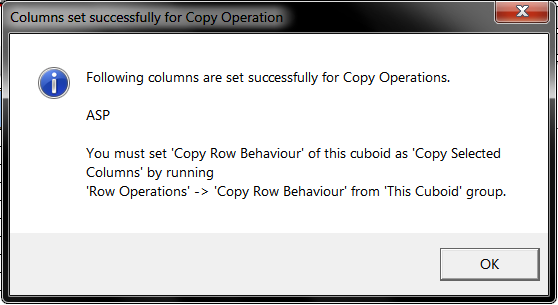 Columns set successfully for Copy Operation
Following columns are set successfully for Copy Operations.
ASP
You must set 'Copy Row Behaviour' of this cuboid as 'Copy Selected
Columns' by running
'Row Operations' -> 'Copy Row Behaviour' from 'This Cuboid' group.
OK